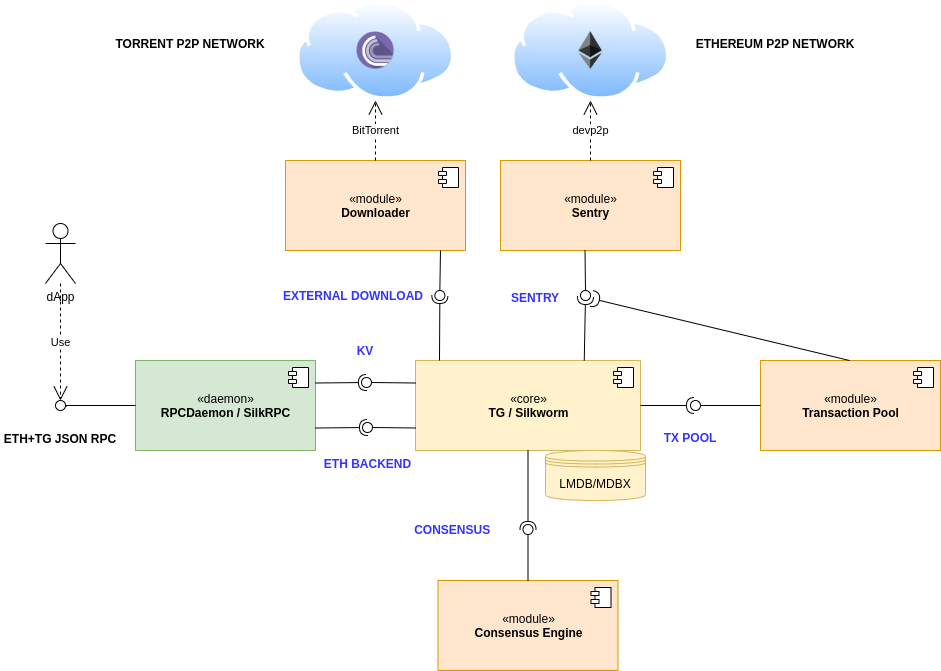 TORRENT P2P NETWORK
ETHEREUM P2P NETWORK
BitTorrent
devp2p
«module»
Downloader
«module»
Sentry
dApp
EXTERNAL DOWNLOAD
SENTRY
Use
KV
«daemon»
RPCDaemon / SilkRPC
«core»
TG / Silkworm
«module»
Transaction Pool
ETH+TG JSON RPC
TX POOL
ETH BACKEND
LMDB/MDBX
CONSENSUS
«module»
Consensus Engine